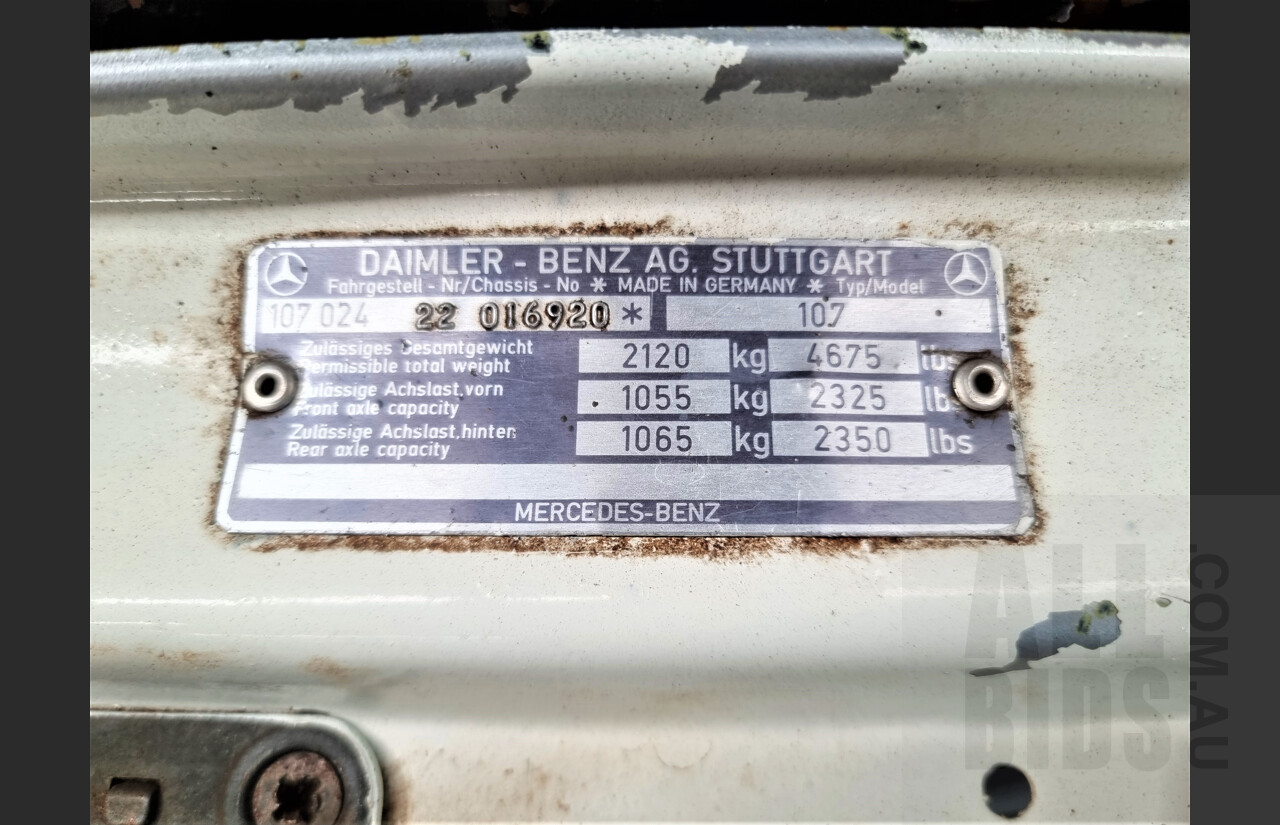 DAIMLER - BENZ AG. STUTTGART
Fahrgestell - Nr/Chassis - No * MADE IN GERMANY * Typ/Model
107 024 22 016920 * 107
Zulässiges Gesamtgewicht
Permissible total weight
2120 kg 4675 lbs
Zulässige Achslast,vorn
Front axle capacity
1055 kg 2325 lbs
Zulässige Achslast,hinten
Rear axle capacity
1065 kg 2350 lbs
MERCEDES-BENZ
ALL
BIDS
.COM.AU